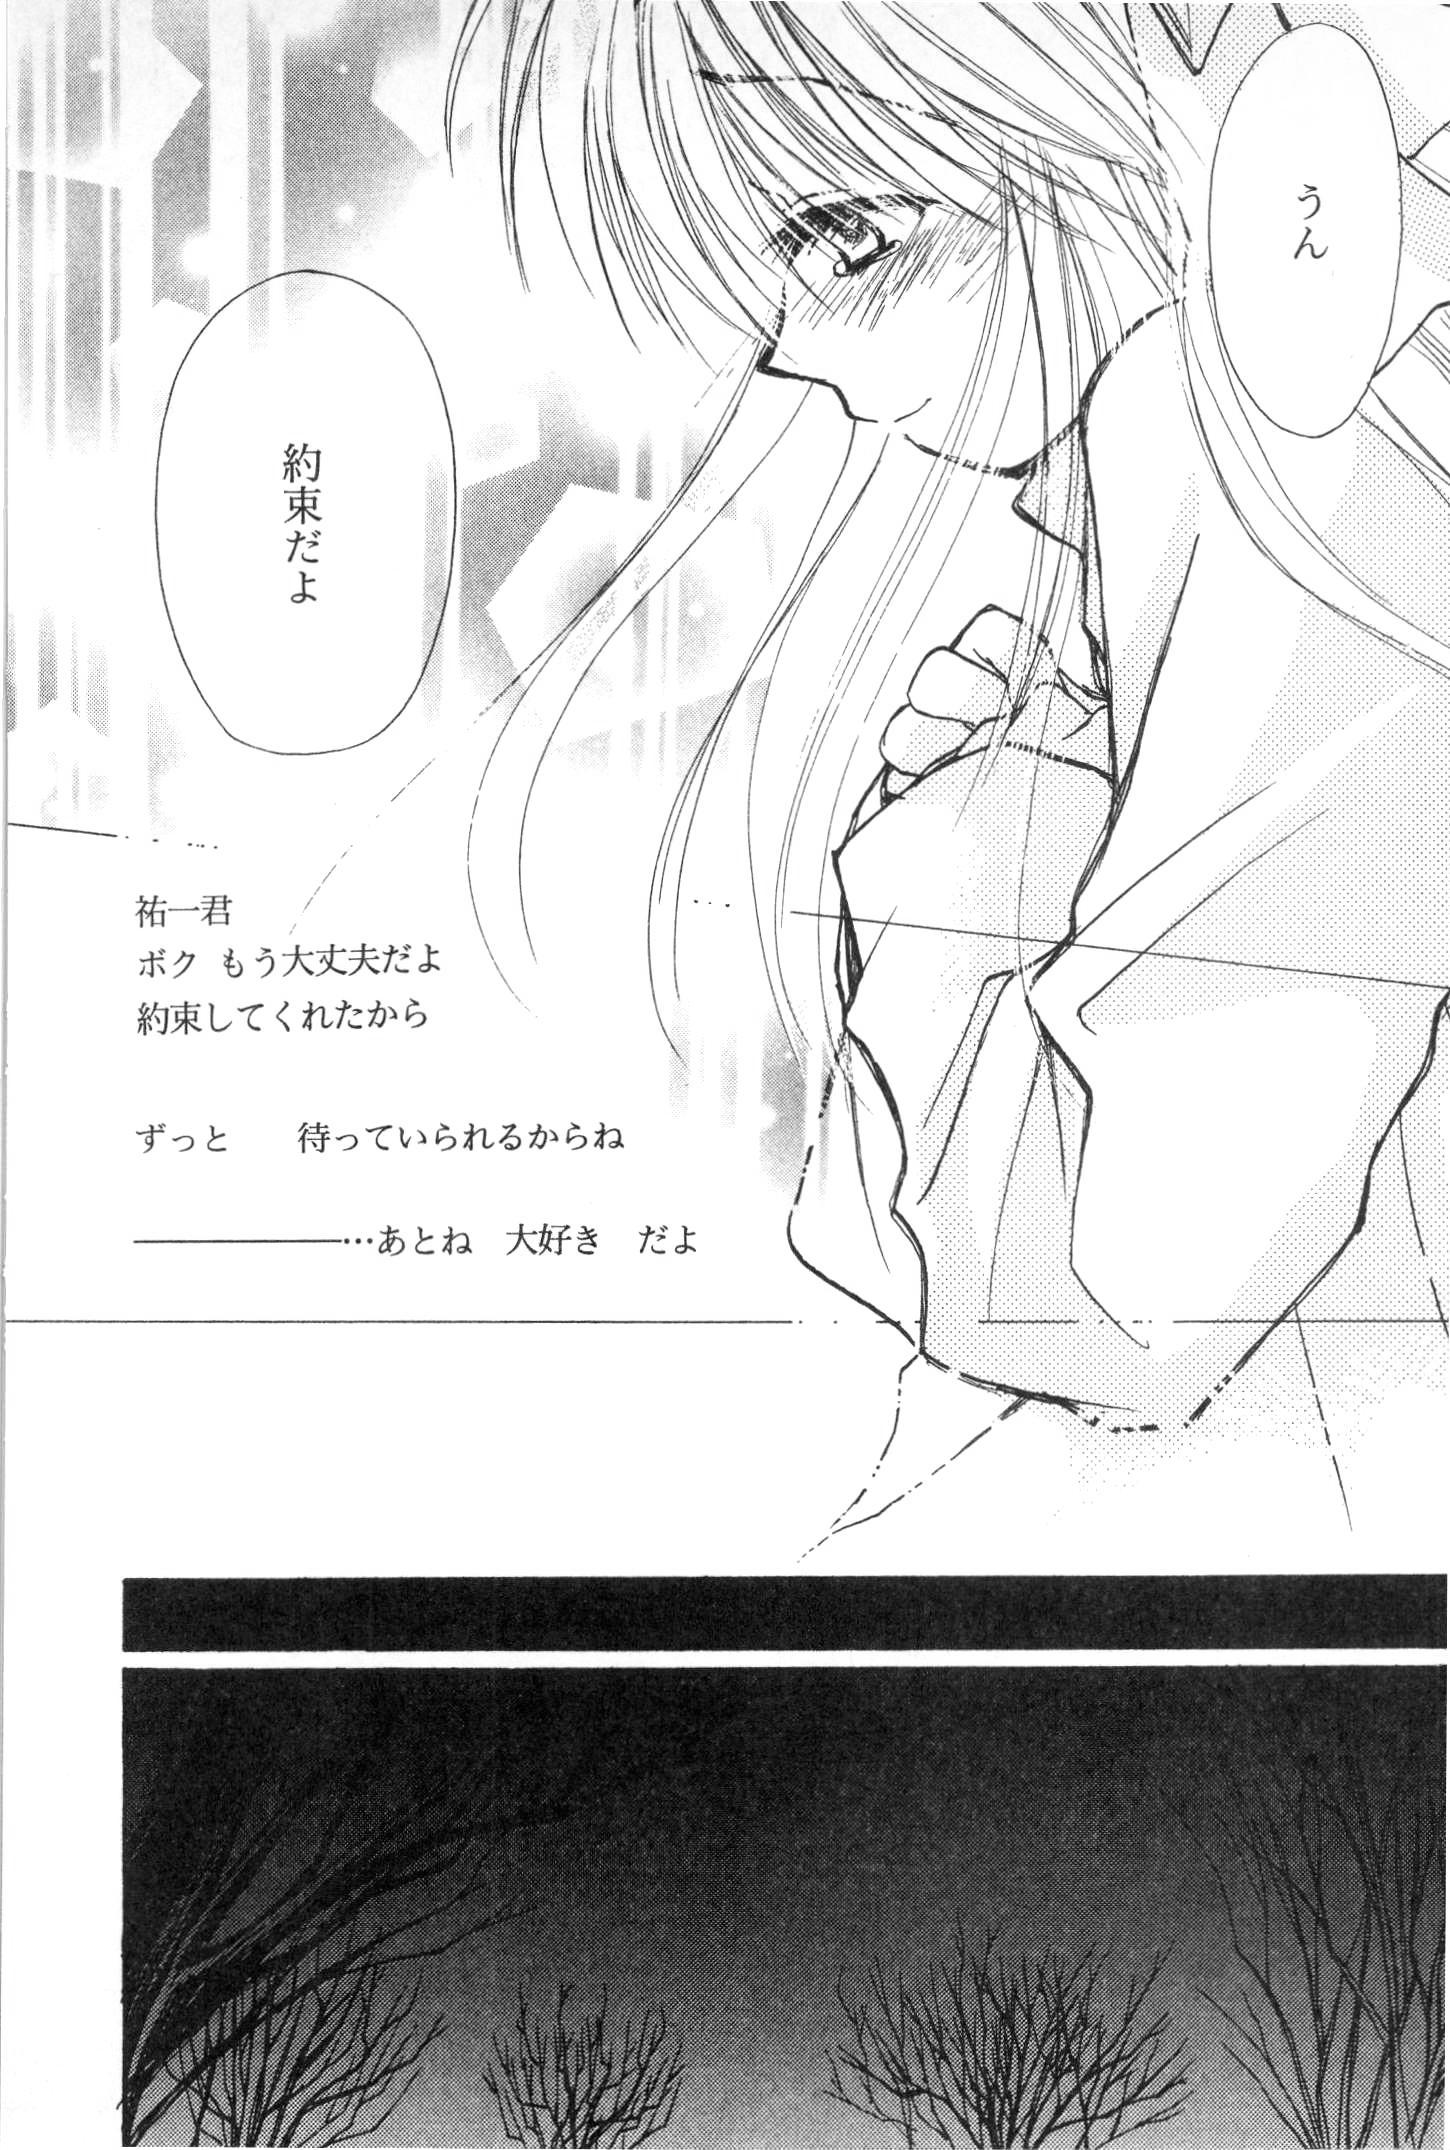 うん
約束だよ
祐一君
ボク もう大丈夫だよ
約束してくれたから
ずっと　　待っていられるからね
――――――…あとね　大好き　だよ